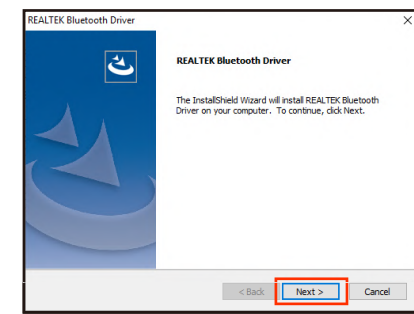 REALTEK Bluetooth Driver
REALTEK Bluetooth Driver
The InstallShield Wizard will install REALTEK Bluetooth
Driver on your computer. To continue, click Next.
< Back Next > Cancel